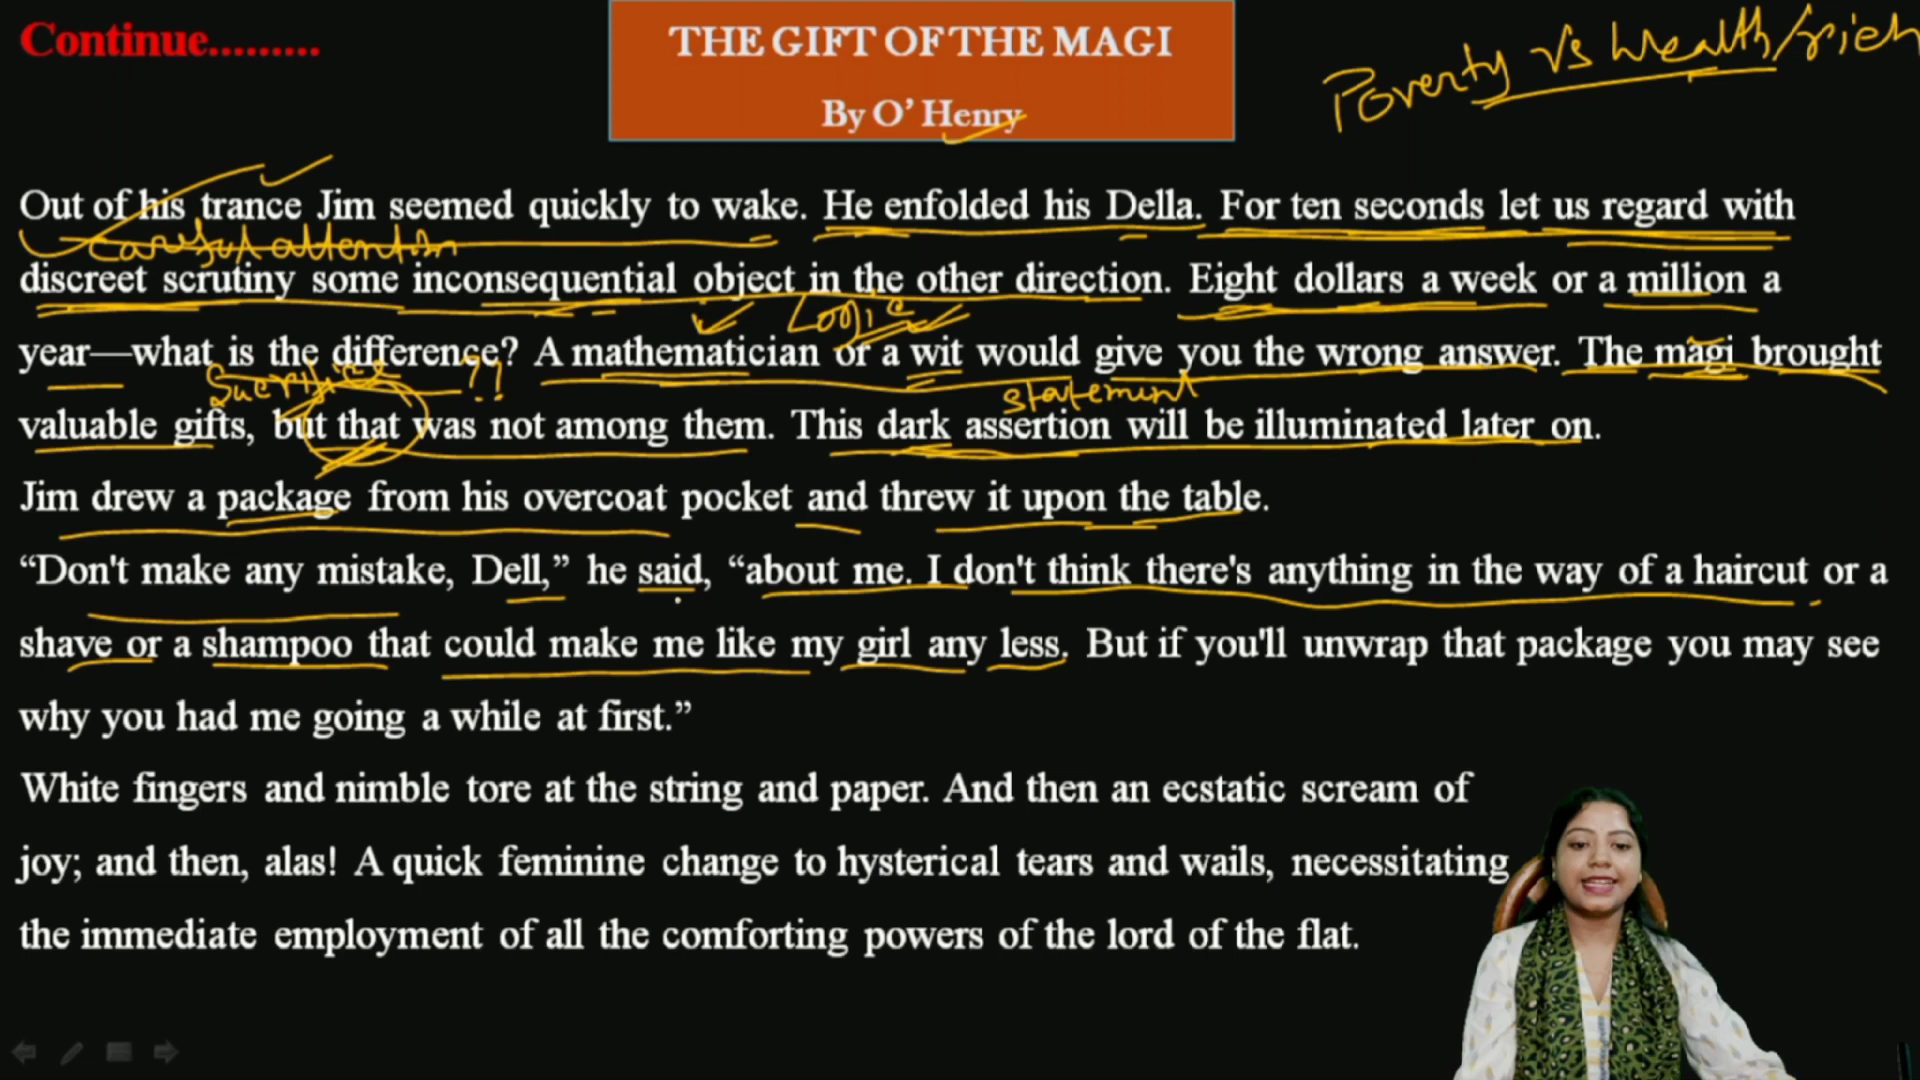 Continue.........
THE GIFT OF THE MAGI
By O’ Henry
Poverty vs Wealth/rich
Out of his trance Jim seemed quickly to wake. He enfolded his Della. For ten seconds let us regard with
careful attention
discreet scrutiny some inconsequential object in the other direction. Eight dollars a week or a million a
Logic
year—what is the difference? A mathematician or a wit would give you the wrong answer. The magi brought
Sacrifice ?!
statement
valuable gifts, but that was not among them. This dark assertion will be illuminated later on.
Jim drew a package from his overcoat pocket and threw it upon the table.
“Don't make any mistake, Dell,” he said, “about me. I don't think there's anything in the way of a haircut or a
shave or a shampoo that could make me like my girl any less. But if you'll unwrap that package you may see
why you had me going a while at first.”
White fingers and nimble tore at the string and paper. And then an ecstatic scream of
joy; and then, alas! A quick feminine change to hysterical tears and wails, necessitating
the immediate employment of all the comforting powers of the lord of the flat.